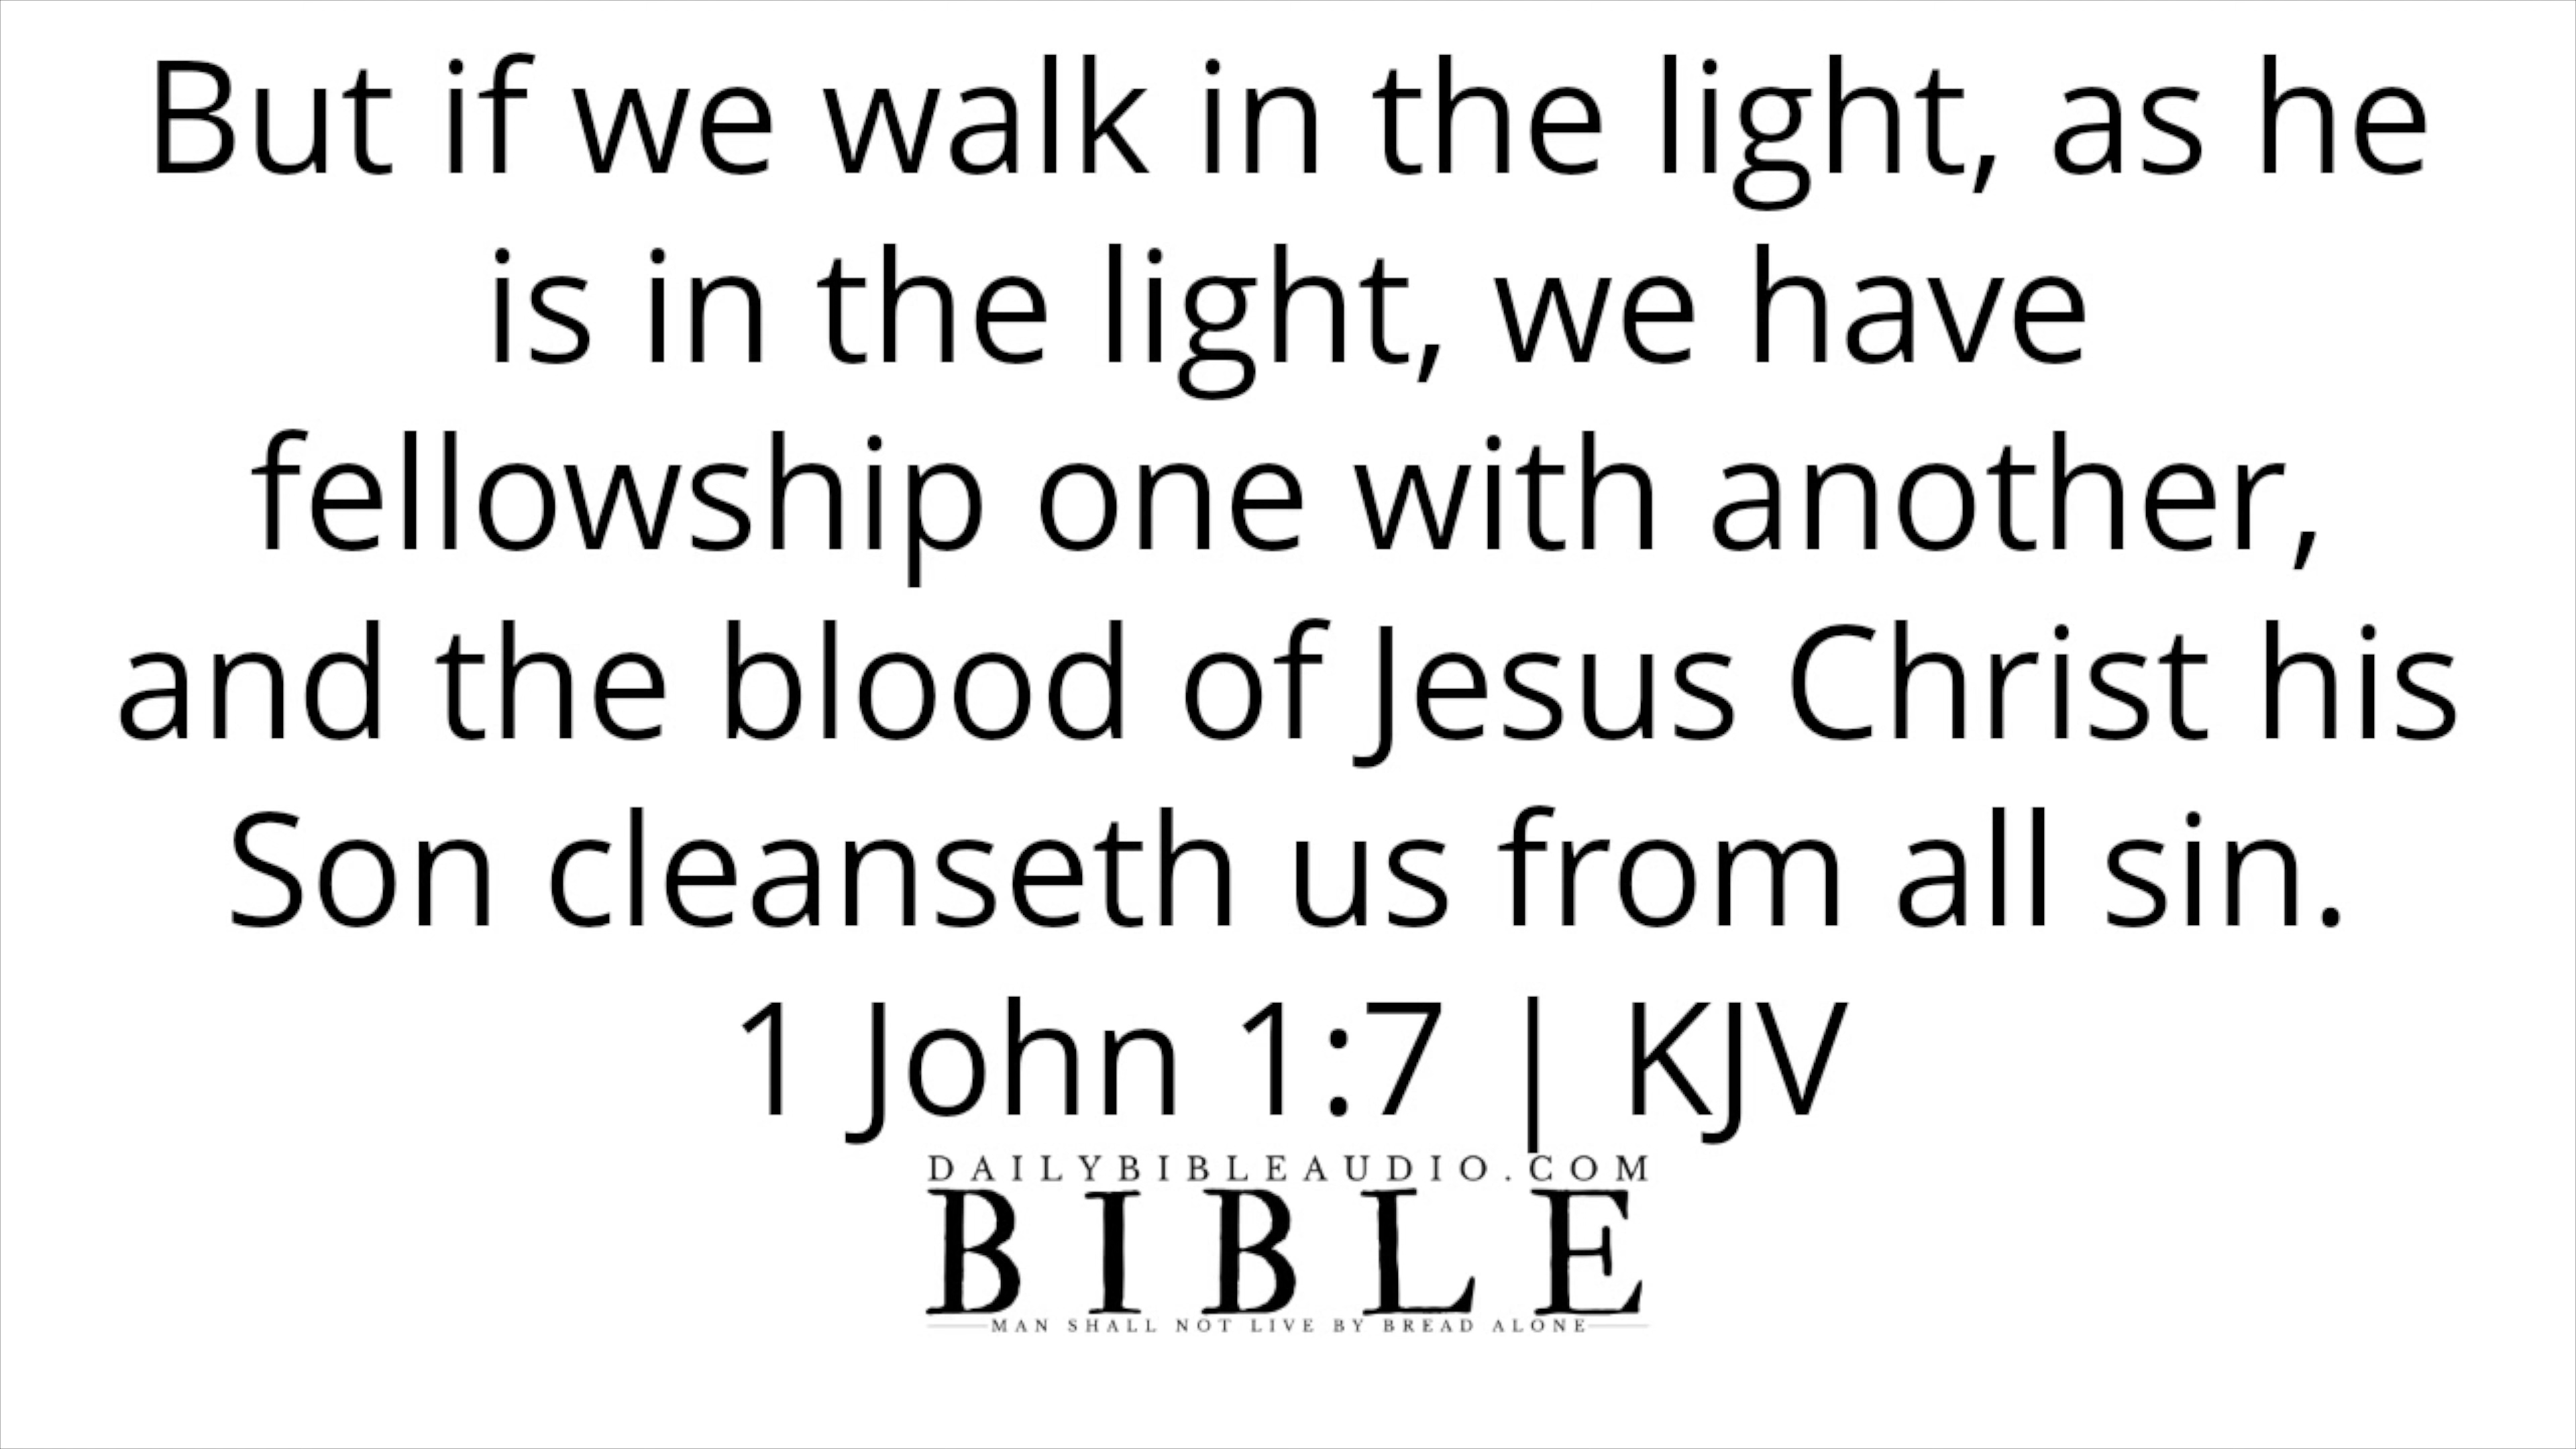 But if we walk in the light, as he
is in the light, we have
fellowship one with another,
and the blood of Jesus Christ his
Son cleanseth us from all sin.
1 John 1:7 | KJV
DAILYBIBLEAUDIO.COM
BIBLE
MAN SHALL NOT LIVE BY BREAD ALONE